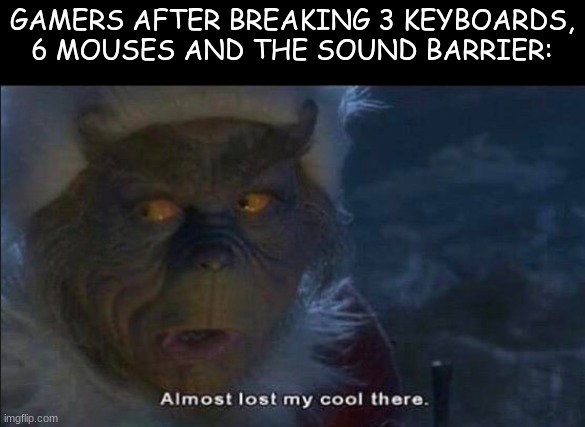 GAMERS AFTER BREAKING 3 KEYBOARDS,
6 MOUSES AND THE SOUND BARRIER:
Almost lost my cool there.
imgflip.com